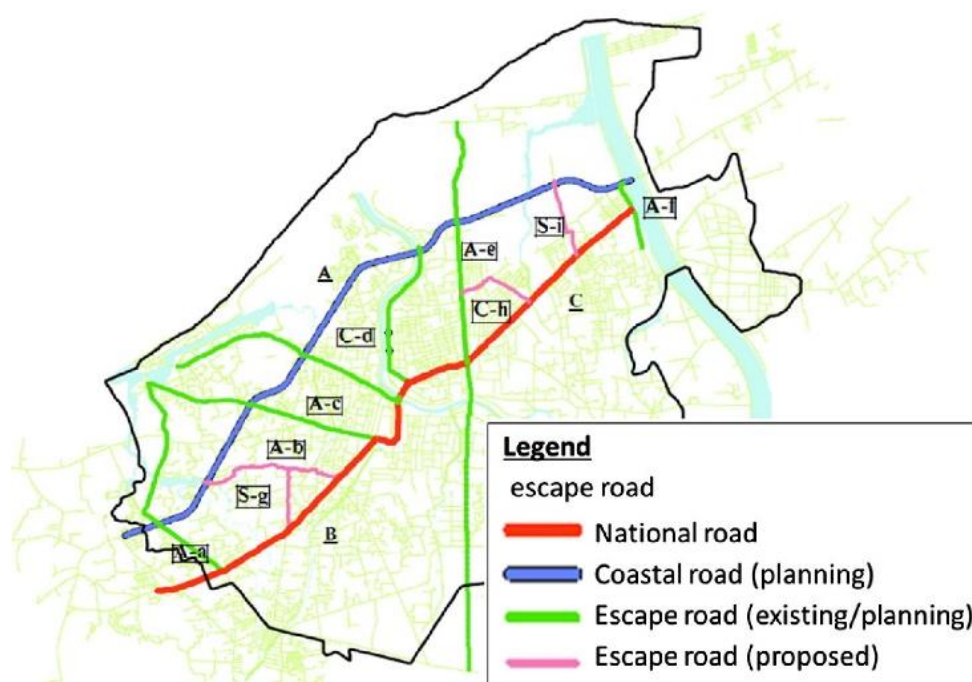 A-f
S-i
A-e
A
C-h
C
C-d
A-c
A-b
S-g
B
A-a
Legend
escape road
National road
Coastal road (planning)
Escape road (existing/planning)
Escape road (proposed)